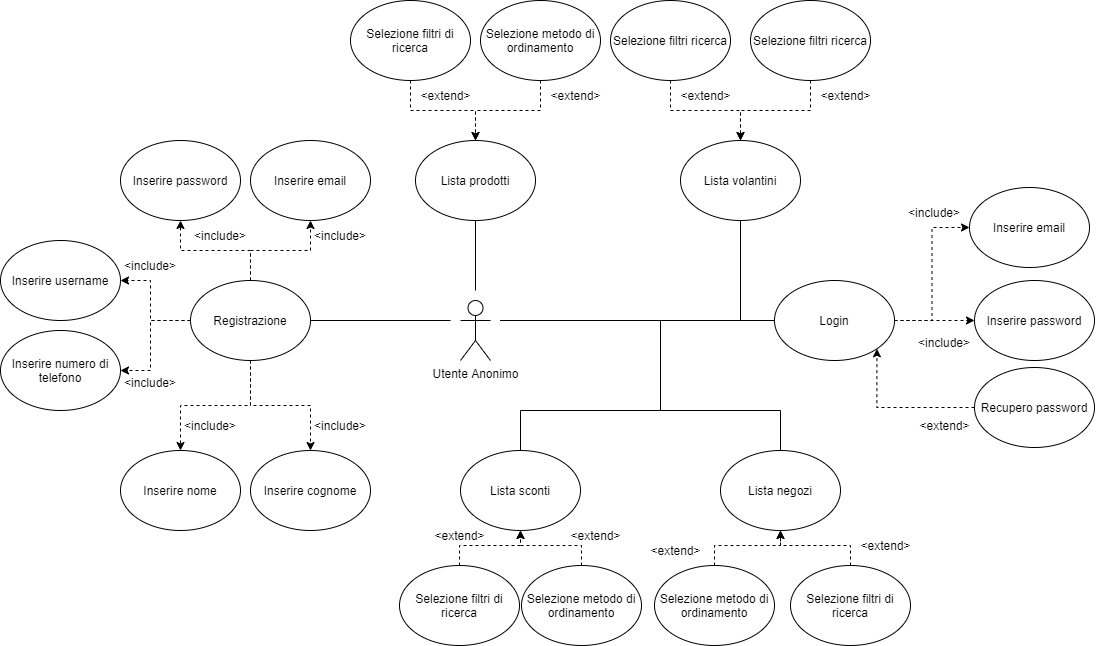 Selezione filtri di
ricerca
Selezione metodo di
ordinamento
Selezione filtri ricerca
Selezione filtri ricerca
<extend>
<extend>
<extend>
<extend>
Inserire password
Inserire email
Lista prodotti
Lista volantini
<include>
<include>
<include>
Inserire email
<include>
Inserire username
Registrazione
Login
Inserire password
<include>
Inserire numero di
telefono
<include>
Utente Anonimo
Recupero password
<extend>
<include>
<include>
Inserire nome
Inserire cognome
Lista sconti
Lista negozi
<extend>
<extend>
<extend>
<extend>
Selezione filtri di
ricerca
Selezione metodo di
ordinamento
Selezione metodo di
ordinamento
Selezione filtri di
ricerca